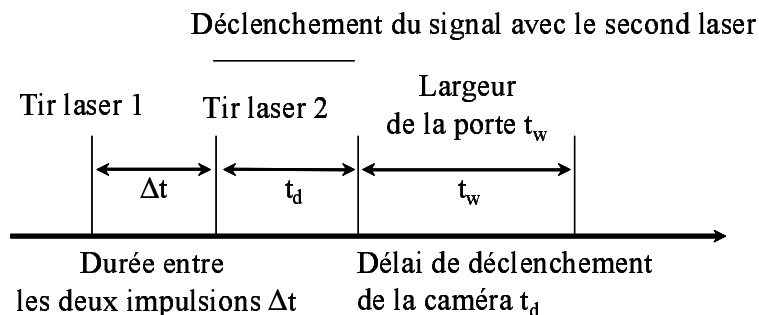 Déclenchement du signal avec le second laser
Tir laser 1
Tir laser 2
Largeur
de la porte tw
Δt
td
tw
Durée entre
les deux impulsions Δt
Délai de déclenchement
de la caméra td